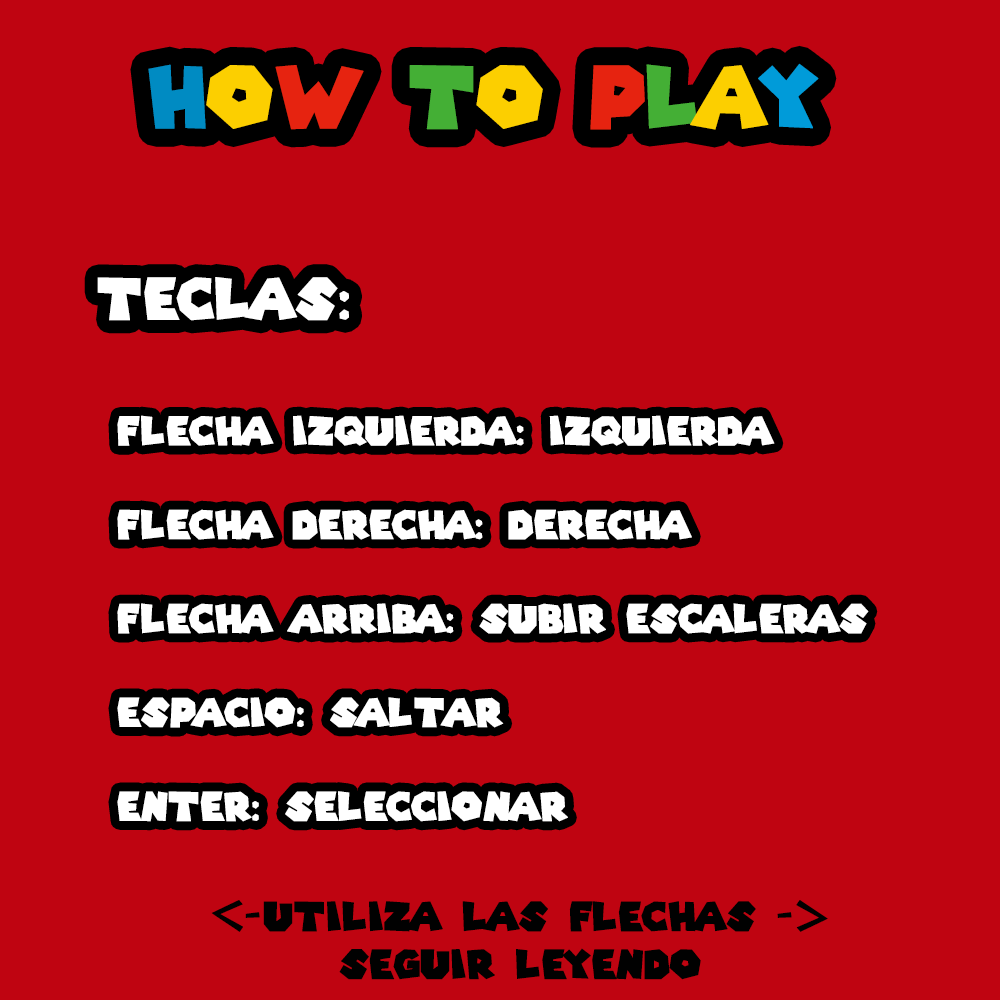 HOW TO PLAY
TECLAS:
FLECHA IZQUIERDA: IZQUIERDA
FLECHA DERECHA: DERECHA
FLECHA ARRIBA: SUBIR ESCALERAS
ESPACIO: SALTAR
ENTER: SELECCIONAR
<-UTILIZA LAS FLECHAS ->
SEGUIR LEYENDO